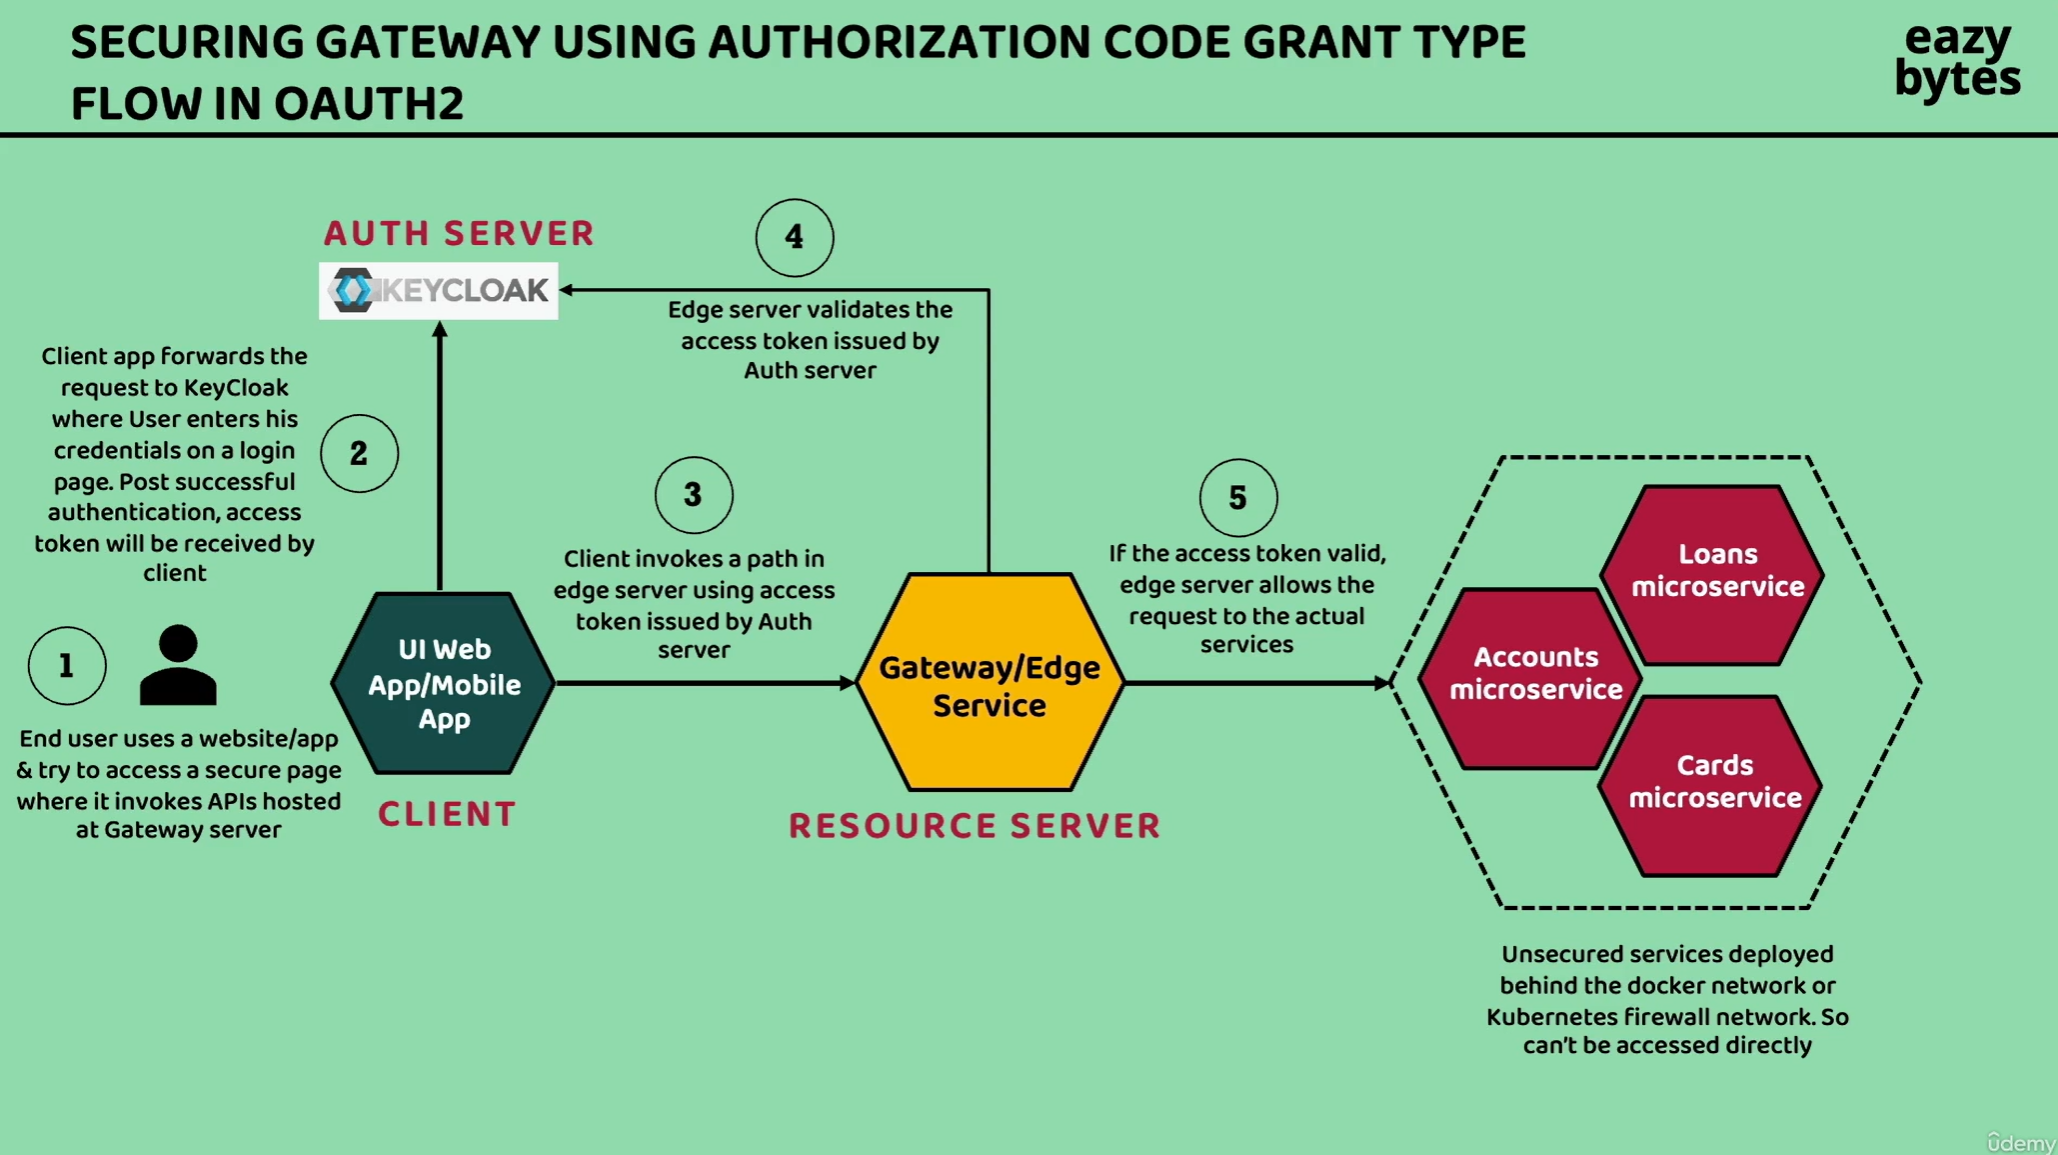 SECURING GATEWAY USING AUTHORIZATION CODE GRANT TYPE
FLOW IN OAUTH2
eazy
bytes
AUTH SERVER
KEYCLOAK
4
Edge server validates the
access token issued by
Auth server
Client app forwards the
request to KeyCloak
where User enters his
credentials on a login
page. Post successful
authentication, access
token will be received by
client
2
3
Client invokes a path in
edge server using access
token issued by Auth
server
5
If the access token valid,
edge server allows the
request to the actual
services
1
End user uses a website/app
& try to access a secure page
where it invokes APIs hosted
at Gateway server
UI Web
App/Mobile
App
CLIENT
Gateway/Edge
Service
RESOURCE SERVER
Loans
microservice
Accounts
microservice
Cards
microservice
Unsecured services deployed
behind the docker network or
Kubernetes firewall network. So
can't be accessed directly
ûdemy